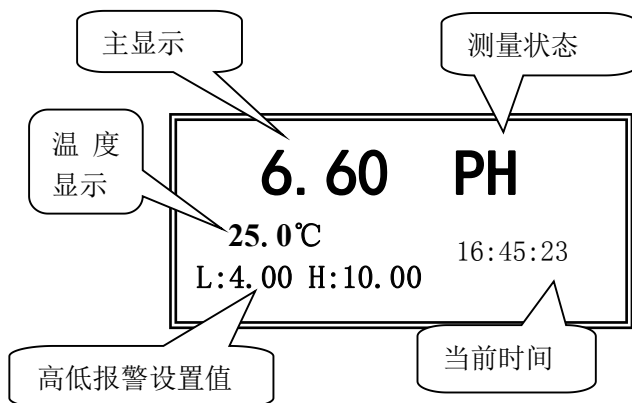 主显示
测量状态
温 度
显示
6.60 PH
25.0℃
16:45:23
L:4.00 H:10.00
高低报警设置值
当前时间